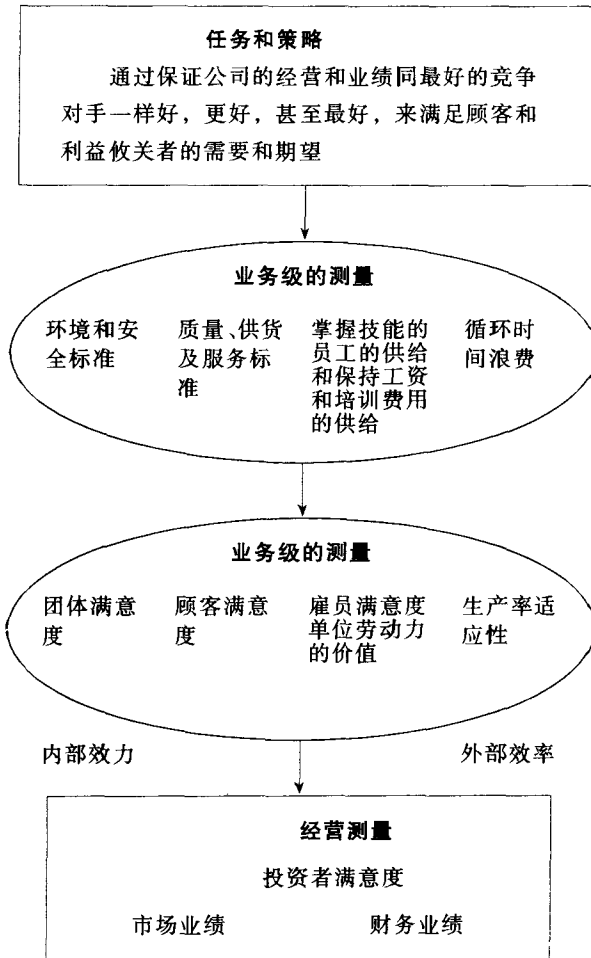 任务和策略
通过保证公司的经营和业绩同最好的竞争
对手一样好，更好，甚至最好，来满足顾客和
利益攸关者的需要和期望
业务级的测量
环境和安
全标准
质量、供货
及服务标
准
掌握技能的
员工的供给
和保持工资
和培训费用
的供给
循环时
间浪费
业务级的测量
团体满意
度
顾客满意
度
雇员满意度
单位劳动力
的价值
生产率适
应性
内部效力
外部效率
经营测量
投资者满意度
市场业绩
财务业绩